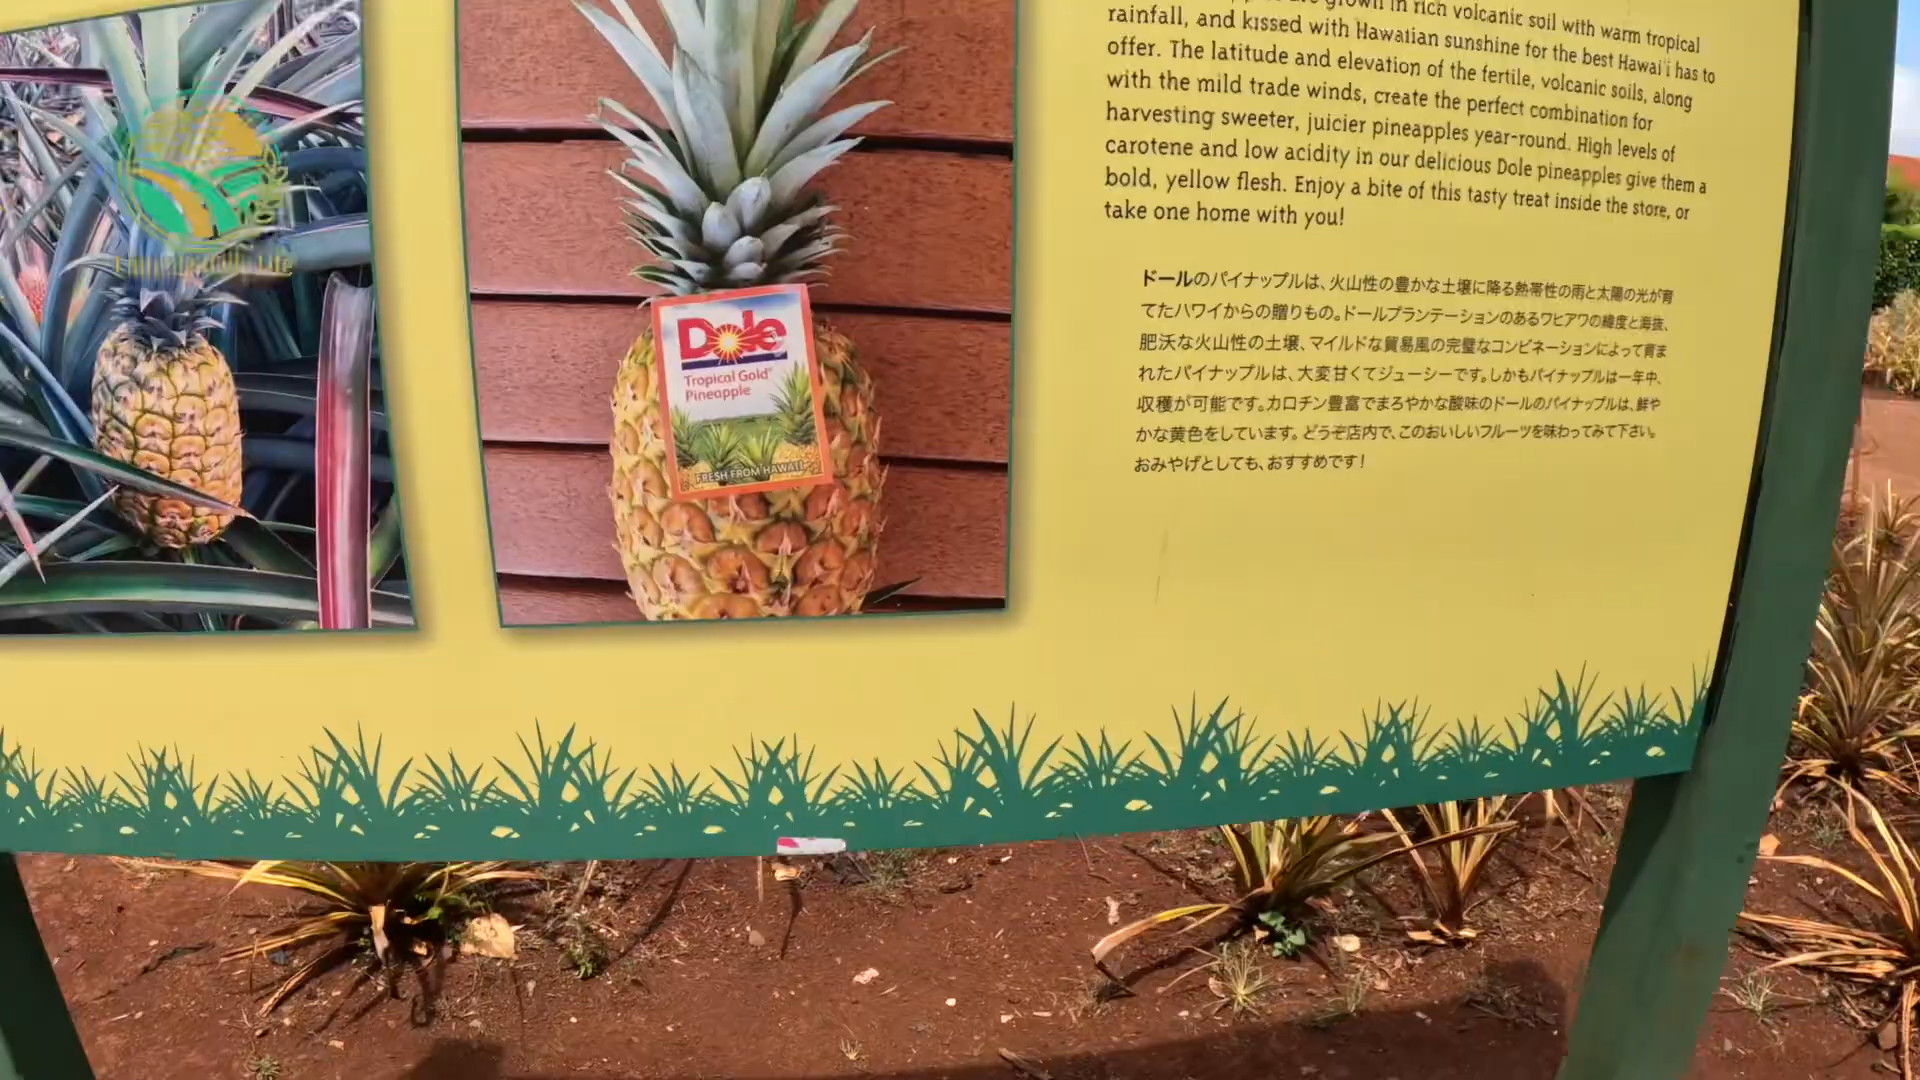 grown in rich volcanic soil with warm tropical
rainfall, and kissed with Hawaiian sunshine for the best Hawai'i has to
offer. The latitude and elevation of the fertile, volcanic soils, along
with the mild trade winds, create the perfect combination for
harvesting sweeter, juicier pineapples year-round. High levels of
carotene and low acidity in our delicious Dole pineapples give them a
bold, yellow flesh. Enjoy a bite of this tasty treat inside the store, or
take one home with you!
ドールのパイナップルは、火山性の豊かな土壌に降る熱帯性の雨と太陽の光が育
てたハワイからの贈りもの。ドールプランテーションのあるワヒアワの緯度と海抜、
肥沃な火山性の土壌、マイルドな貿易風の完璧なコンビネーションによって育ま
れたパイナップルは、大変甘くてジューシーです。しかもパイナップルは一年中、
収穫が可能です。カロチン豊富でまろやかな酸味のドールのパイナップルは、鮮や
かな黄色をしています。どうぞ店内で、このおいしいフルーツを味わってみて下さい。
おみやげとしても、おすすめです!
Dole
Tropical Gold®
Pineapple
FRESH FROM HAWAII